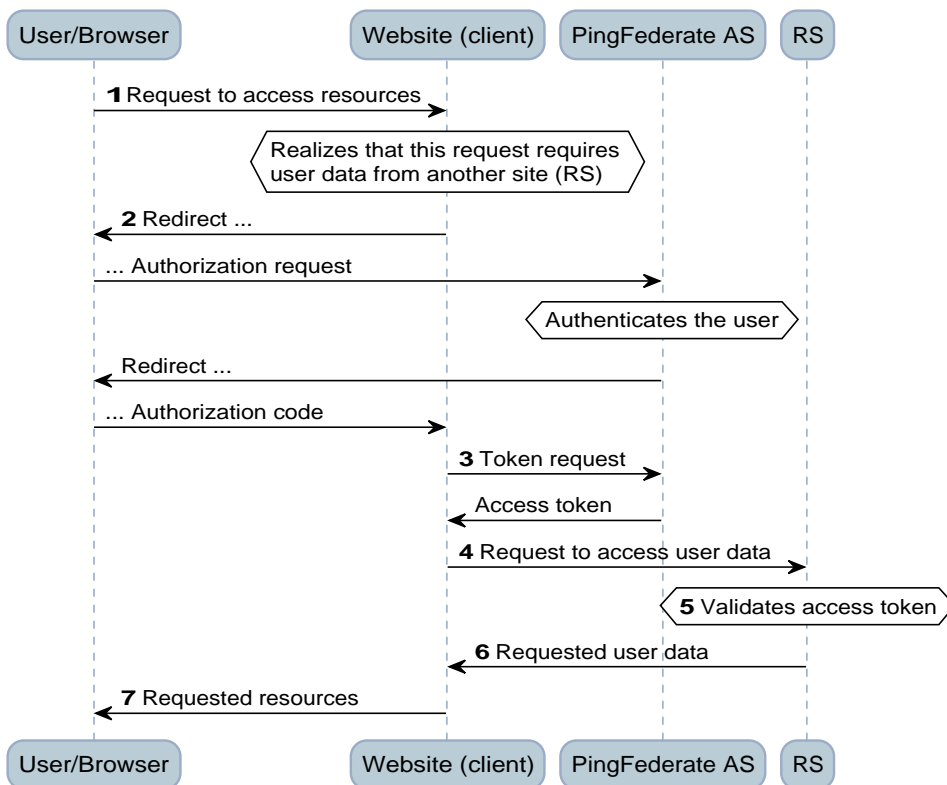 User/Browser Website (client) PingFederate AS RS
1 Request to access resources
Realizes that this request requires
user data from another site (RS)
2 Redirect ...
... Authorization request
Authenticates the user
Redirect ...
... Authorization code
3 Token request
Access token
4 Request to access user data
5 Validates access token
6 Requested user data
7 Requested resources
User/Browser Website (client) PingFederate AS RS